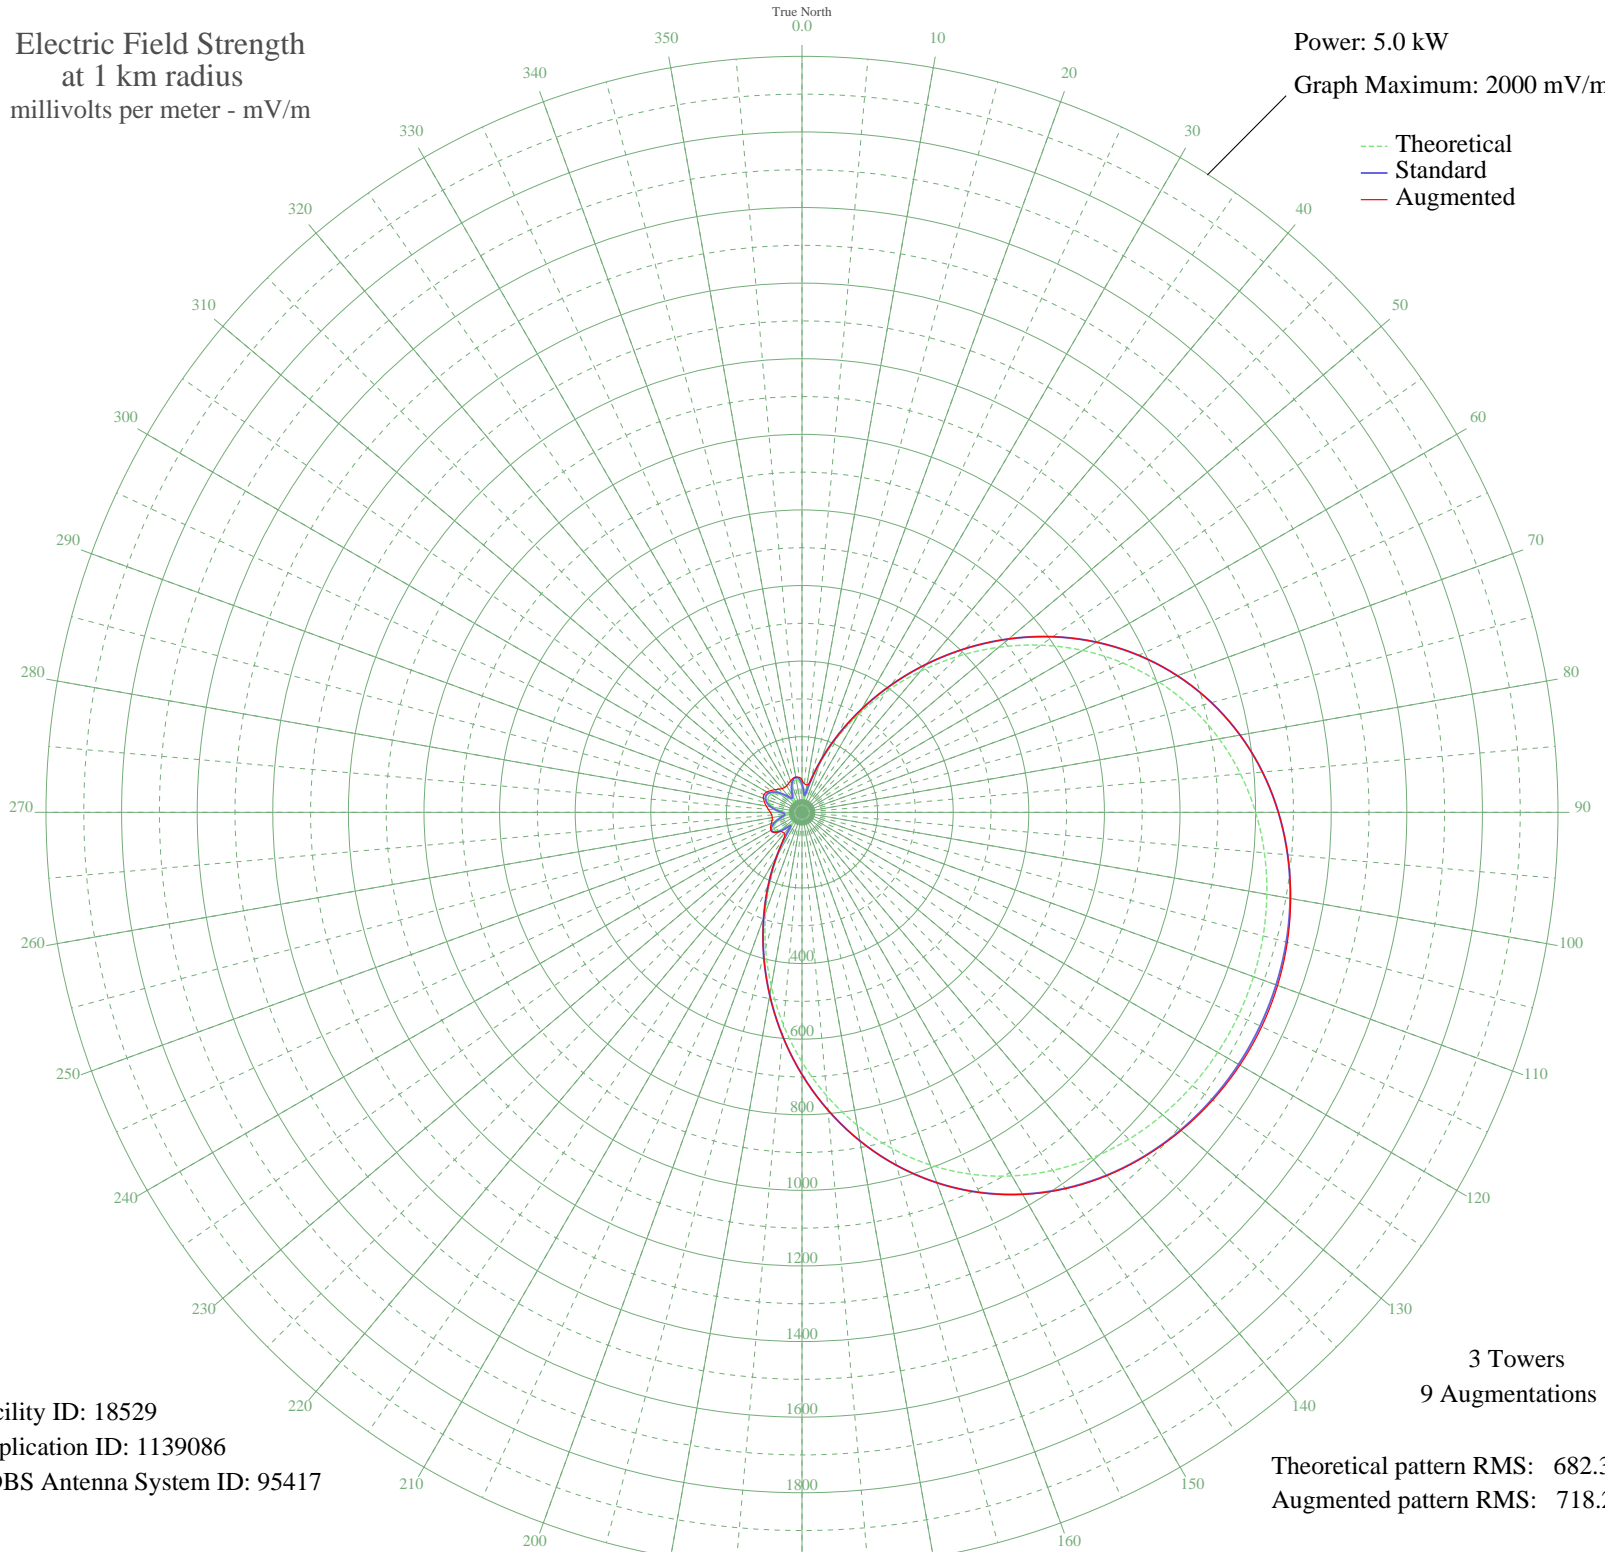 True North
0.0
Electric Field Strength
at 1 km radius
millivolts per meter - mV/m
Power: 5.0 kW
Graph Maximum: 2000 mV/m
Theoretical
Standard
Augmented
10
20
30
40
50
60
70
80
90
100
110
120
130
140
150
160
200
210
220
230
240
250
260
270
280
290
300
310
320
330
340
350
400
600
800
1000
1200
1400
1600
1800
3 Towers
9 Augmentations
cility ID: 18529
plication ID: 1139086
DBS Antenna System ID: 95417
Theoretical pattern RMS: 682.3
Augmented pattern RMS: 718.2